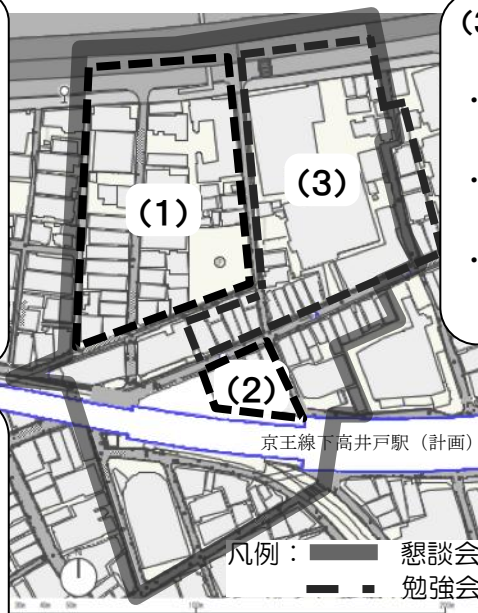 (3
・
・
・
(1)
(3)
(2)
京王線下高井戸駅（計画）
凡例： 懇談会
勉強会